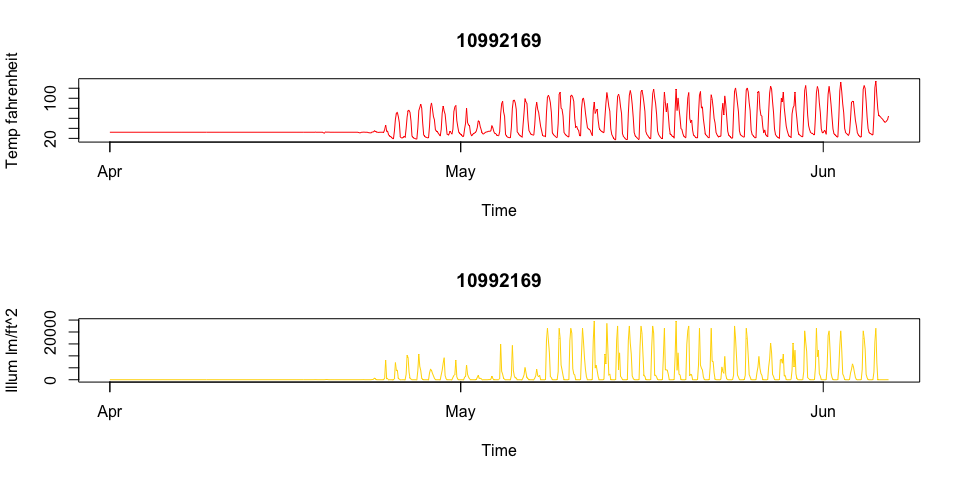 10992169
Temp fahrenheit
100
20
Apr
May
Jun
Time
10992169
Illum lm/ft^2
20000
0
Apr
May
Jun
Time